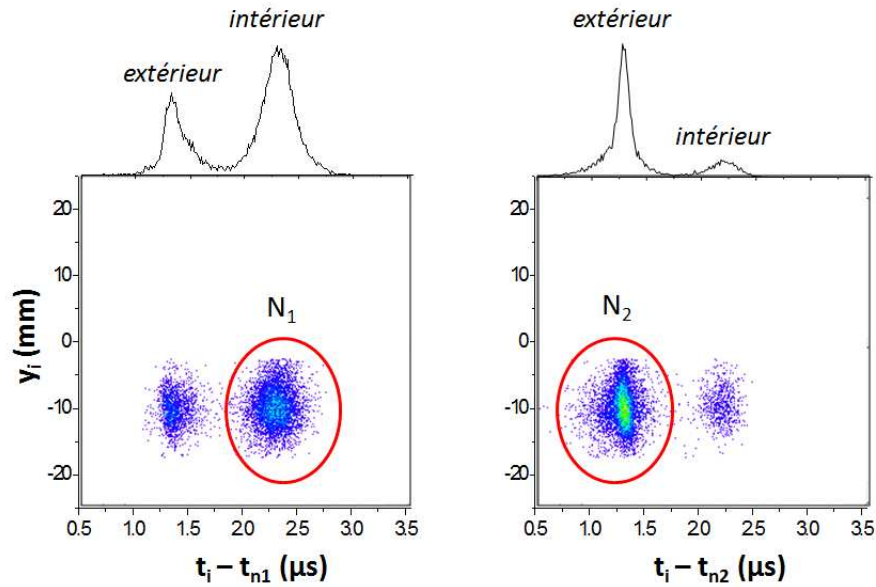 intérieur
extérieur
N₁
20
10
0
-10
-20
yᵢ (mm)
0.5
1.0
1.5
2.0
2.5
3.0
3.5
tᵢ – tₙ₁ (µs)
extérieur
intérieur
N₂
20
10
0
-10
-20
0.5
1.0
1.5
2.0
2.5
3.0
3.5
tᵢ – tₙ₂ (µs)